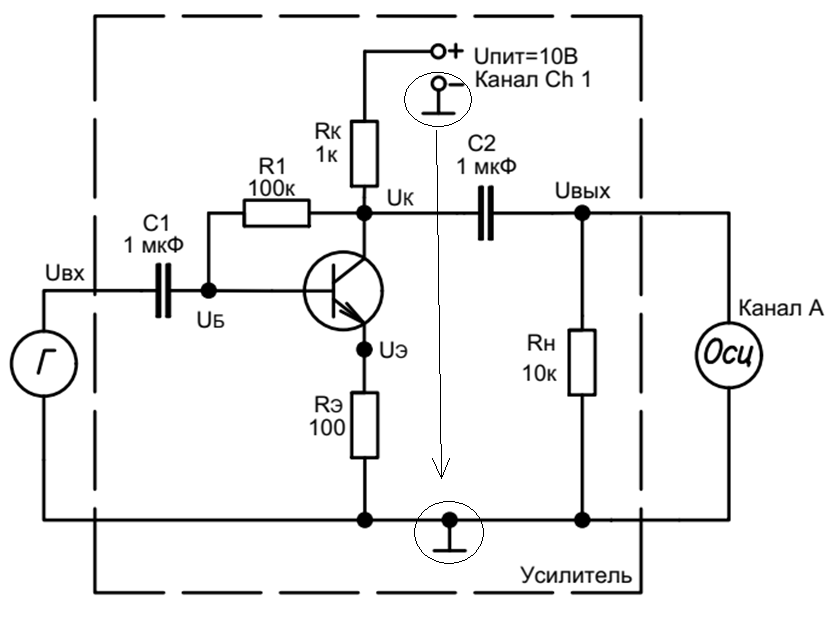 + Uпит=10В
– Канал Ch 1
Rк
1к
C2
1 мкФ
R1
100к
Uк
Uвых
C1
1 мкФ
Uвх
UБ
Канал А
Г
Uэ
Rн
10к
Осц
Rэ
100
Усилитель